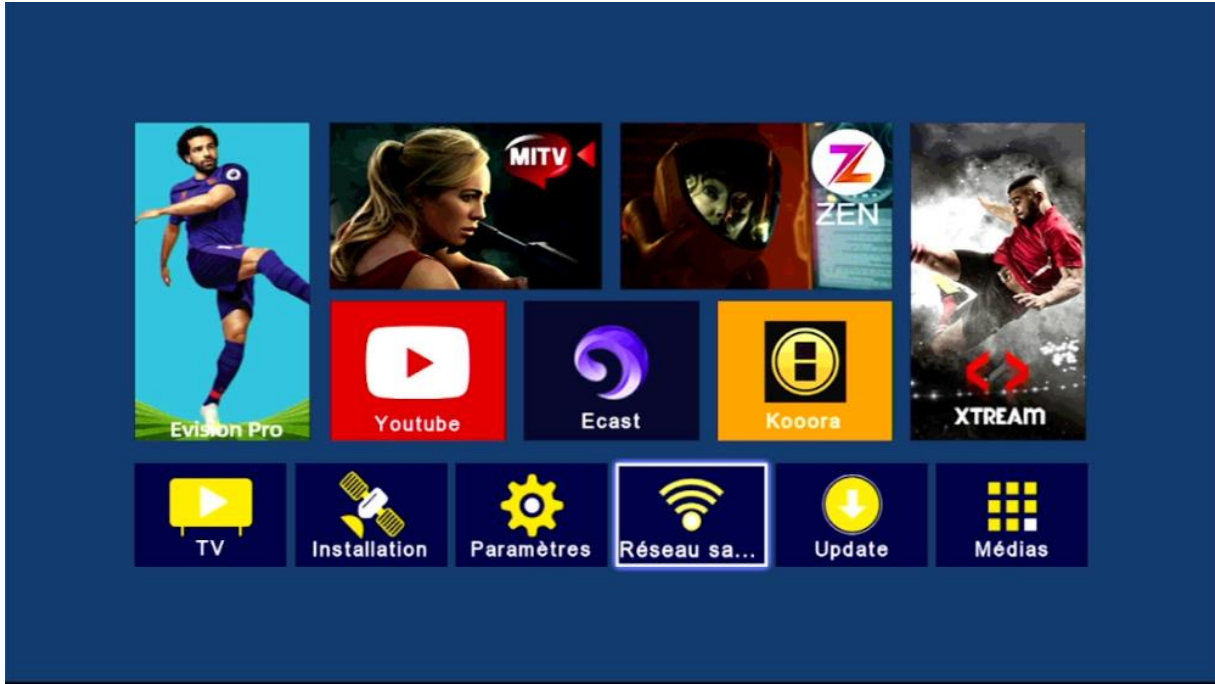 MITV
ZEN
Evision Pro
Youtube
Ecast
Kooora
XTREAM
TV
Installation
Paramètres
Réseau sa...
Update
Médias